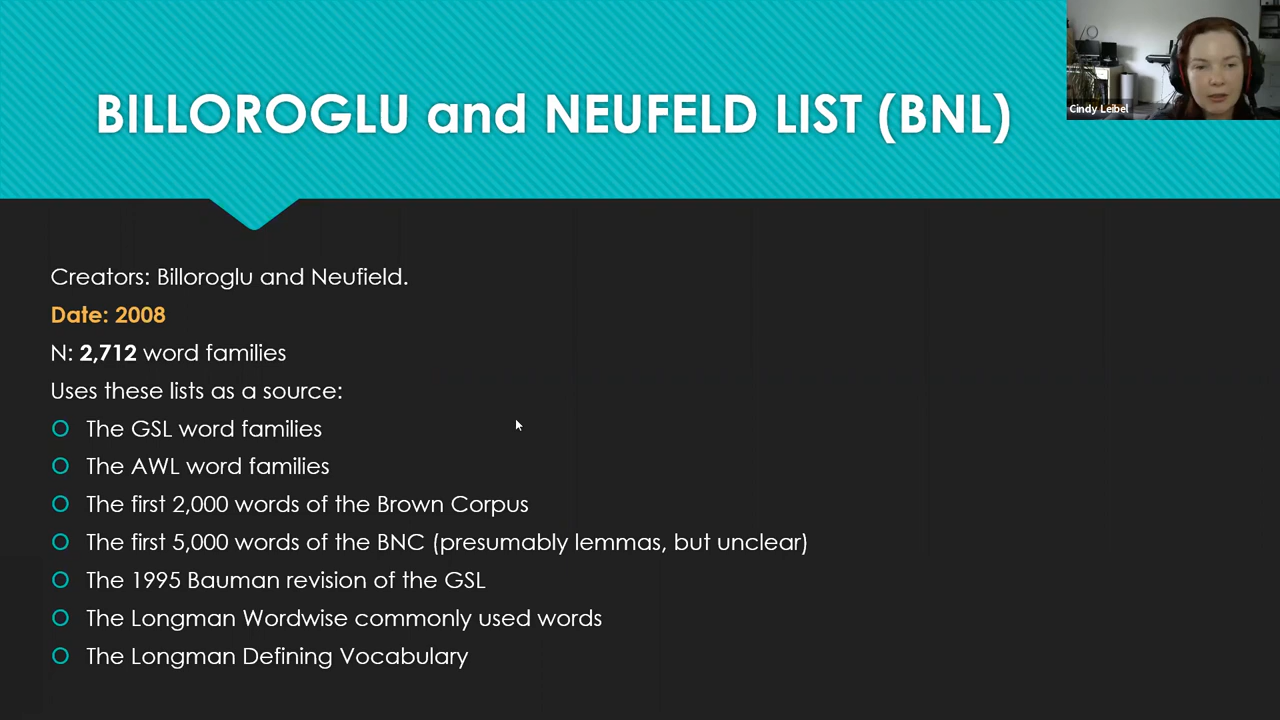 BILLOROGLU and NEUFELD LIST (BNL)
Cindy Leibel
Creators: Billoroglu and Neufield.
Date: 2008
N: 2,712 word families
Uses these lists as a source:
The GSL word families
The AWL word families
The first 2,000 words of the Brown Corpus
The first 5,000 words of the BNC (presumably lemmas, but unclear)
The 1995 Bauman revision of the GSL
The Longman Wordwise commonly used words
The Longman Defining Vocabulary